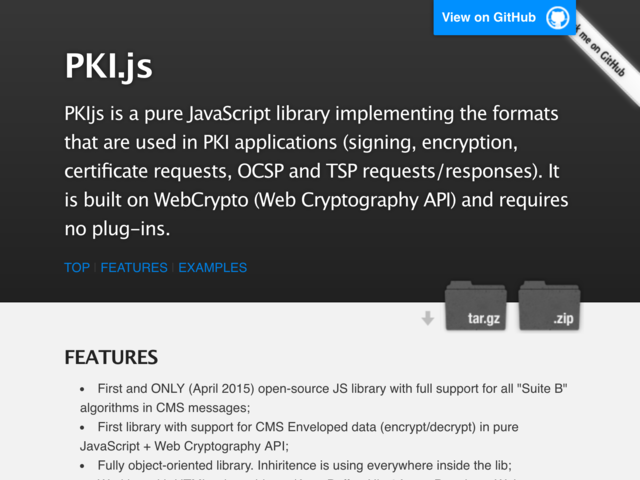 View on GitHub
k me on GitHub
PKI.js
PKIjs is a pure JavaScript library implementing the formats
that are used in PKI applications (signing, encryption,
certificate requests, OCSP and TSP requests/responses). It
is built on WebCrypto (Web Cryptography API) and requires
no plug-ins.
TOP | FEATURES | EXAMPLES
tar.gz .zip
FEATURES
• First and ONLY (April 2015) open-source JS library with full support for all "Suite B"
algorithms in CMS messages;
• First library with support for CMS Enveloped data (encrypt/decrypt) in pure
JavaScript + Web Cryptography API;
• Fully object-oriented library. Inhiritence is using everywhere inside the lib;